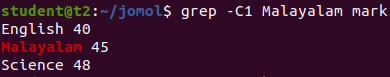 student@t2:~/jomol$ grep -C1 Malayalam mark
English 40
Malayalam 45
Science 48